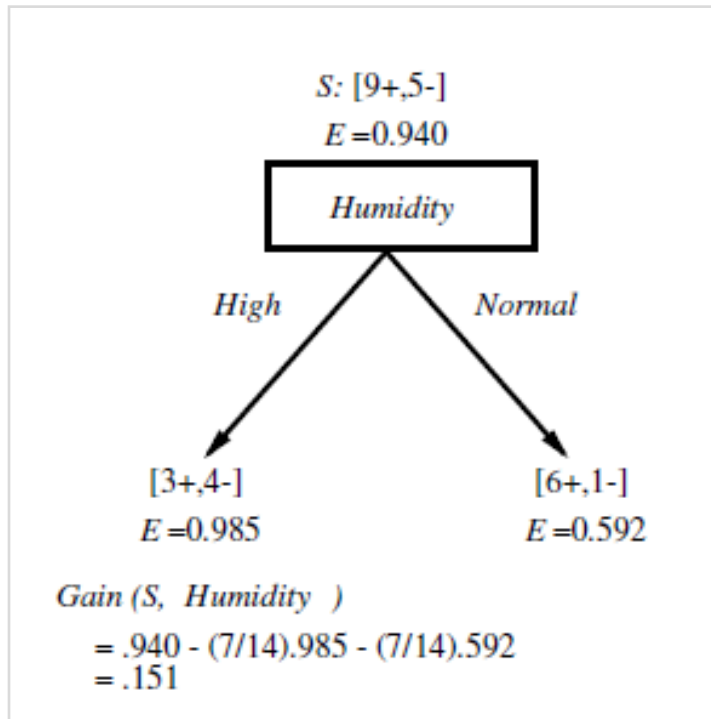 S: [9+,5-]
E =0.940
Humidity
High
Normal
[3+,4-]
[6+,1-]
E =0.985
E =0.592
Gain (S, Humidity )
= .940 - (7/14).985 - (7/14).592
= .151